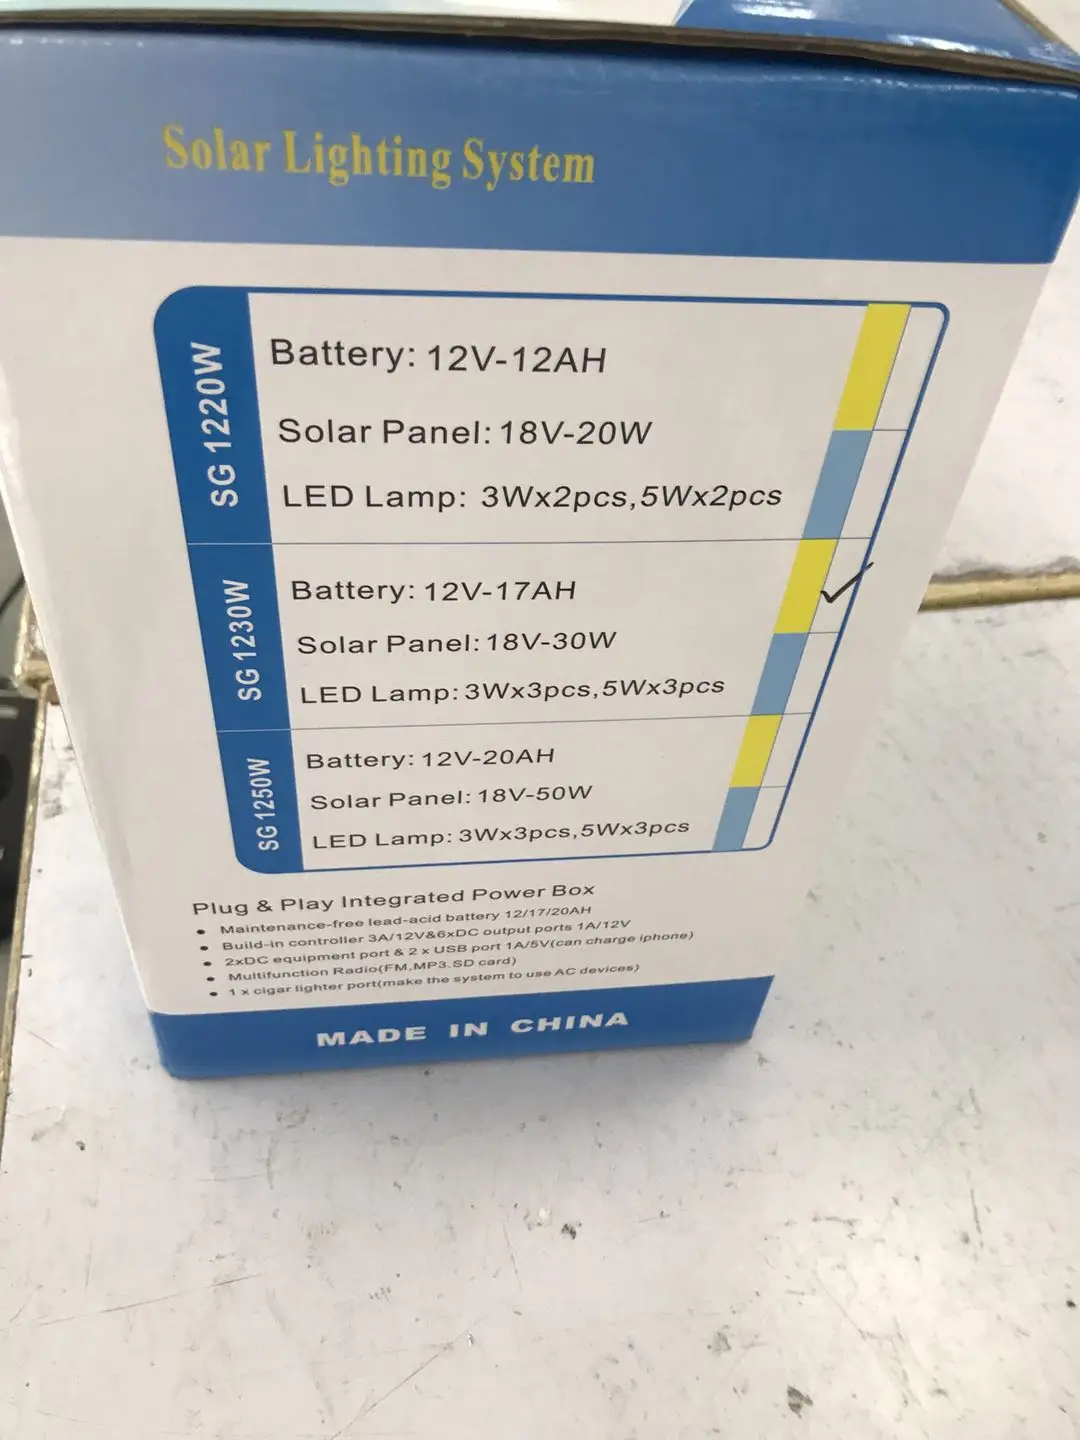 Solar Lighting System
SG 1220W
Battery: 12V-12AH
Solar Panel: 18V-20W
LED Lamp: 3Wx2pcs,5Wx2pcs
SG 1230W
Battery: 12V-17AH
Solar Panel: 18V-30W
LED Lamp: 3Wx3pcs,5Wx3pcs
SG 1250W
Battery: 12V-20AH
Solar Panel: 18V-50W
LED Lamp: 3Wx3pcs,5Wx3pcs
Plug & Play Integrated Power Box
• Maintenance-free lead-acid battery 12/17/20AH
• Build-in controller 3A/12V&6xDC output ports 1A/12V
• 2xDC equipment port & 2 x USB port 1A/5V(can charge iphone)
• Multifunction Radio(FM,MP3.SD card)
• 1 x cigar lighter port(make the system to use AC devices)
MADE IN CHINA